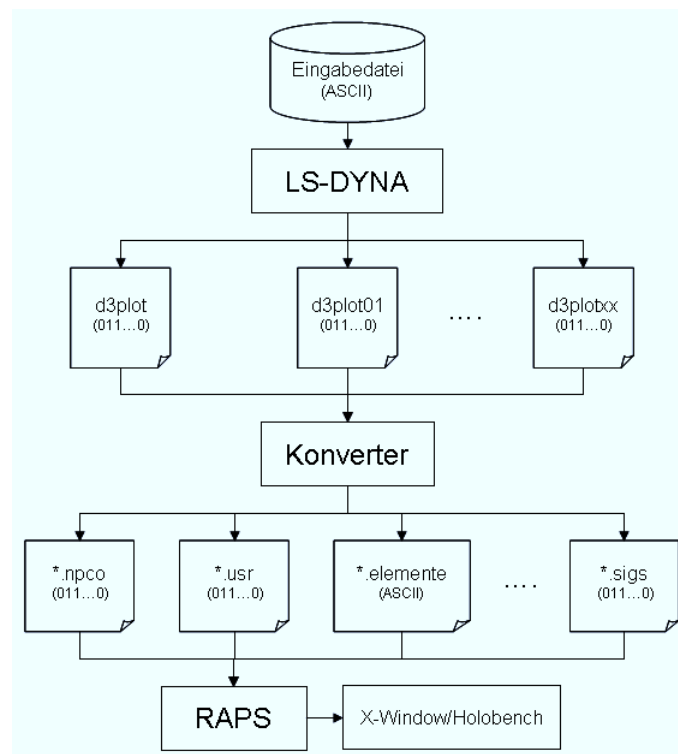 Eingabedatei
(ASCII)
LS-DYNA
d3plot
(011...0)
d3plot01
(011...0)
....
d3plotxx
(011...0)
Konverter
*.npco
(011...0)
*.usr
(011...0)
*.elemente
(ASCII)
....
*.sigs
(011...0)
RAPS
X-Window/Holobench